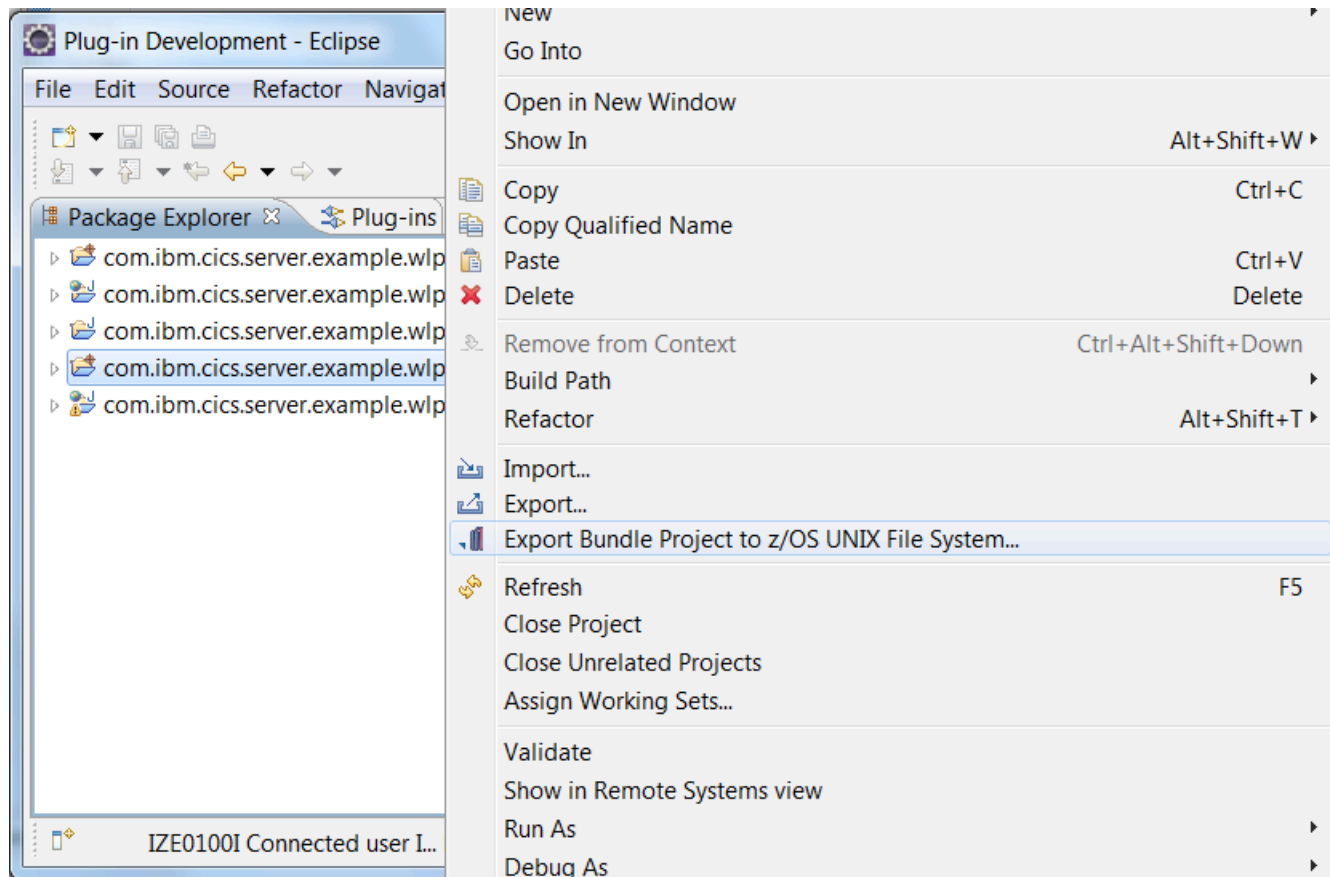 Plug-in Development - Eclipse
File Edit Source Refactor Navigat
Package Explorer Plug-ins
com.ibm.cics.server.example.wlp
com.ibm.cics.server.example.wlp
com.ibm.cics.server.example.wlp
com.ibm.cics.server.example.wlp
com.ibm.cics.server.example.wlp
IZE0100I Connected user I...
New
Go Into
Open in New Window
Show In Alt+Shift+W
Copy Ctrl+C
Copy Qualified Name
Paste Ctrl+V
Delete Delete
Remove from Context Ctrl+Alt+Shift+Down
Build Path
Refactor Alt+Shift+T
Import...
Export...
Export Bundle Project to z/OS UNIX File System...
Refresh F5
Close Project
Close Unrelated Projects
Assign Working Sets...
Validate
Show in Remote Systems view
Run As
Debug As